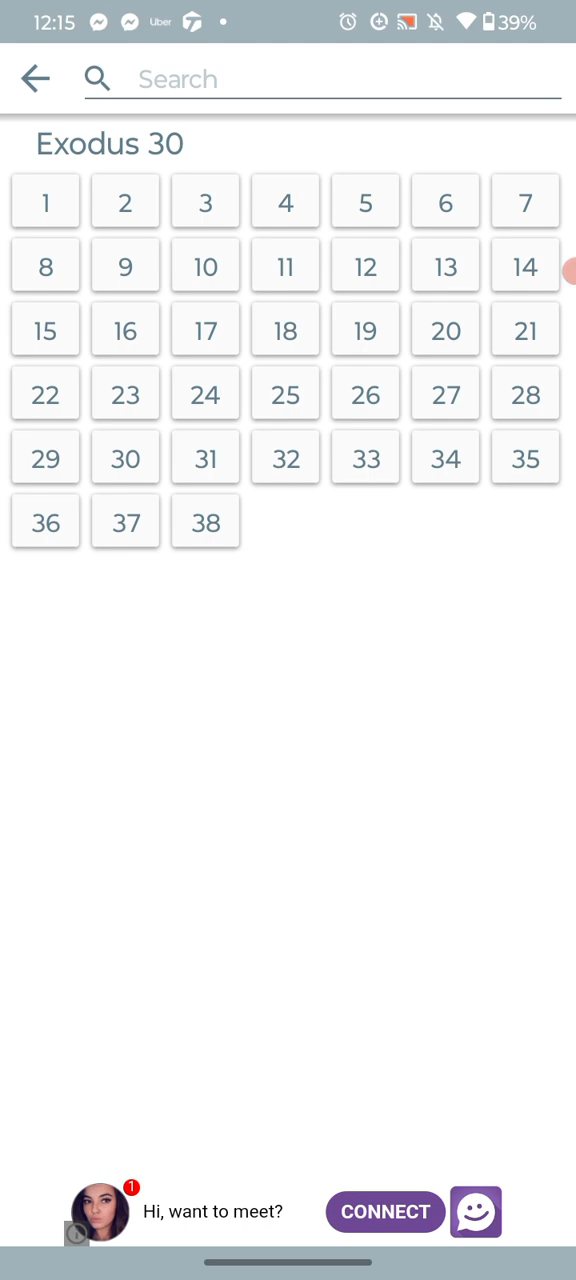 12:15 Uber 39%
Search
Exodus 30
1 2 3 4 5 6 7
8 9 10 11 12 13 14
15 16 17 18 19 20 21
22 23 24 25 26 27 28
29 30 31 32 33 34 35
36 37 38
1
Hi, want to meet? CONNECT